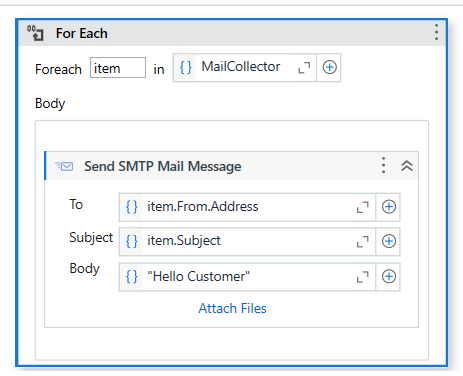 For Each
Foreach item in {} MailCollector
Body
Send SMTP Mail Message
To {} item.From.Address
Subject {} item.Subject
Body {} "Hello Customer"
Attach Files